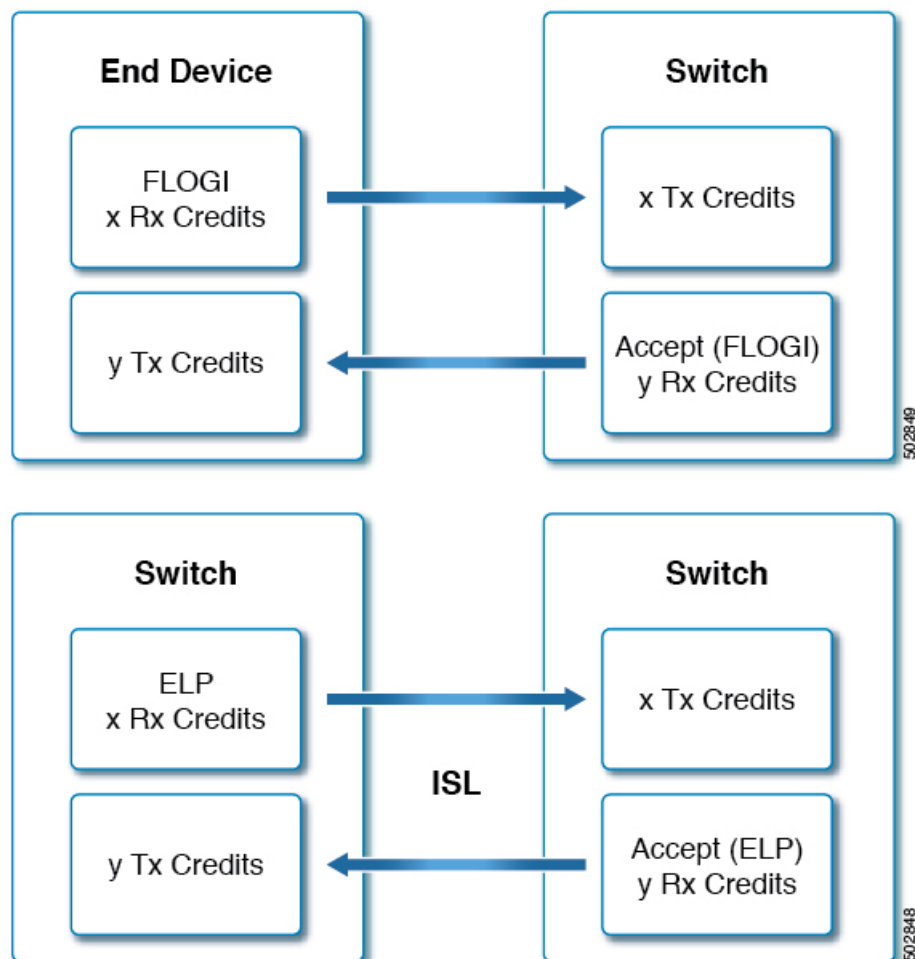 End Device
FLOGI
x Rx Credits
y Tx Credits
Switch
x Tx Credits
Accept (FLOGI)
y Rx Credits
502849
Switch
ELP
x Rx Credits
y Tx Credits
ISL
Switch
x Tx Credits
Accept (ELP)
y Rx Credits
502848